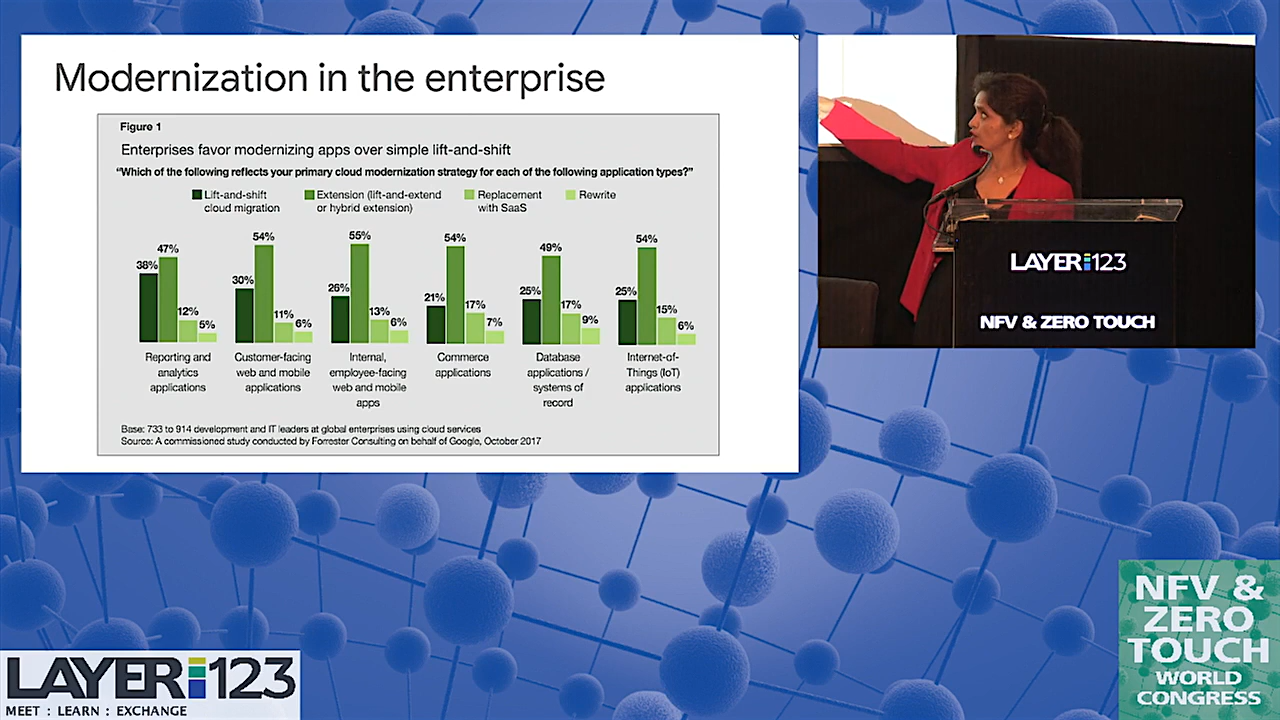 Modernization in the enterprise
Figure 1
Enterprises favor modernizing apps over simple lift-and-shift
"Which of the following reflects your primary cloud modernization strategy for each of the following application types?"
Lift-and-shift
cloud migration
Extension (lift-and-extend
or hybrid extension)
Replacement
with SaaS
Rewrite
38% 47% 12% 5%
30% 54% 11% 6%
26% 55% 13% 6%
21% 54% 17% 7%
25% 49% 17% 9%
25% 54% 15% 6%
Reporting and
analytics
applications
Customer-facing
web and mobile
applications
Internal,
employee-facing
web and mobile
apps
Commerce
applications
Database
applications /
systems of
record
Internet-of-
Things (IoT)
applications
Base: 733 to 914 development and IT leaders at global enterprises using cloud services
Source: A commissioned study conducted by Forrester Consulting on behalf of Google, October 2017
LAYER123
NFV & ZERO TOUCH
LAYER123
MEET : LEARN : EXCHANGE
NFV &
ZERO
TOUCH
WORLD
CONGRESS